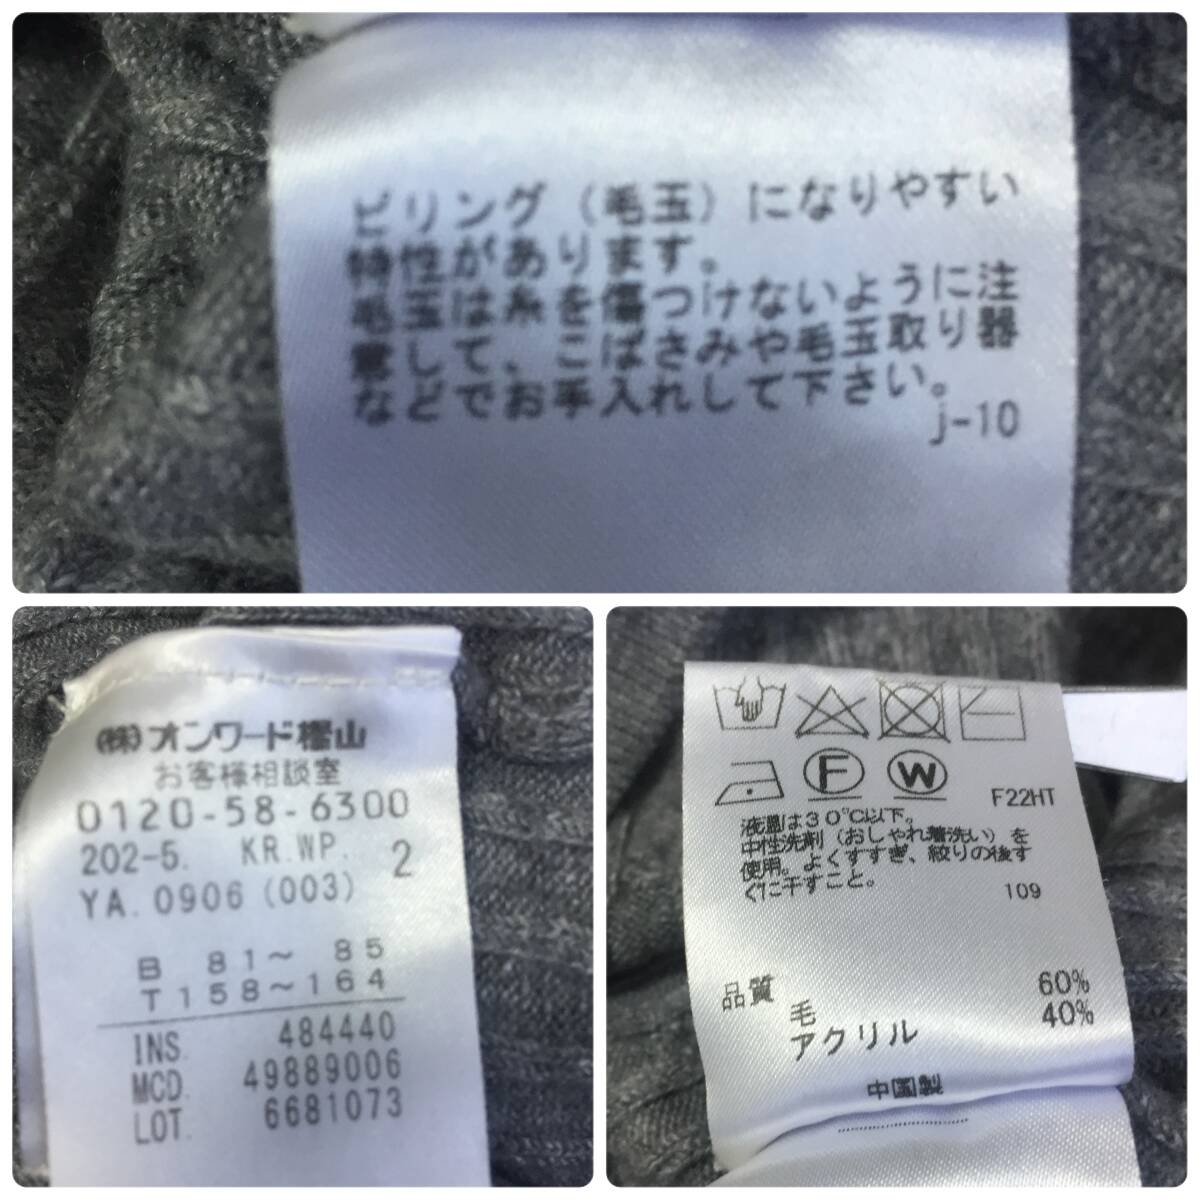 ピリング(毛玉)になりやすい
特性があります。
毛玉は糸を傷つけないように注
意して、こばさみや毛玉取り器
などでお手入れして下さい。
j-10
(株)オンワード樫山
お客様相談室
0120-58-6300
202-5. KR.WP. 2
YA.0906(003)
B 81〜 85
T158〜164
INS. 484440
MCD. 49889006
LOT. 6681073
F W
F22HT
液温は30℃以下。
中性洗剤(おしゃれ着洗い)を
使用。よくすすぎ、絞りの後す
ぐに干すこと。
109
品質
毛 60%
アクリル 40%
中国製